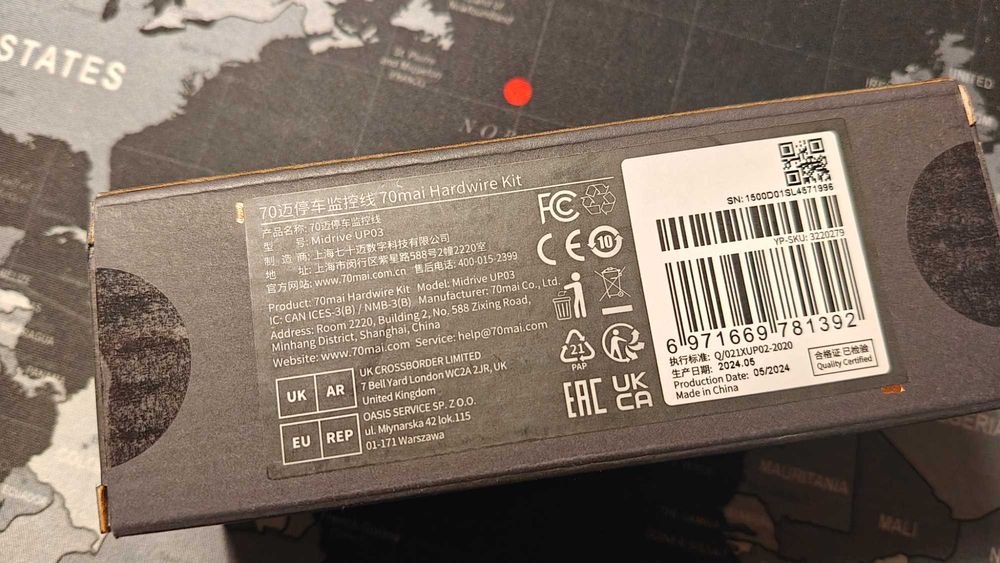 STATES
70迈停车监控线 70mai Hardwire Kit
产品名称: 70迈停车监控线
型 号: Midrive UP03
制 造 商: 上海七十迈数字科技有限公司
地 址: 上海市闵行区紫星路588号2幢2220室
官方网站: www.70mai.com.cn 售后电话: 400-015-2399
Product: 70mai Hardwire Kit Model: Midrive UP03
IC: CAN ICES-3(B) / NMB-3(B) Manufacturer: 70mai Co., Ltd.
Address: Room 2220, Building 2, No. 588 Zixing Road,
Minhang District, Shanghai, China
Website: www.70mai.com Service: help@70mai.com
UK AR
UK CROSSBORDER LIMITED
7 Bell Yard London WC2A 2JR, UK
United Kingdom
EU REP
OASIS SERVICE SP. Z O.O.
ul. Młynarska 42 lok.115
01-171 Warszawa
FC
CE
10
21
PAP
EAC
UK
CA
SN: 1500D01SL4571996
YP-SKU: 3220279
6 971669 781392
执行标准: Q/021XUP02-2020
生产日期: 2024.05
Production Date: 05/2024
Made in China
合格证 已检验
Quality Certified
MAURITANIA
MALI